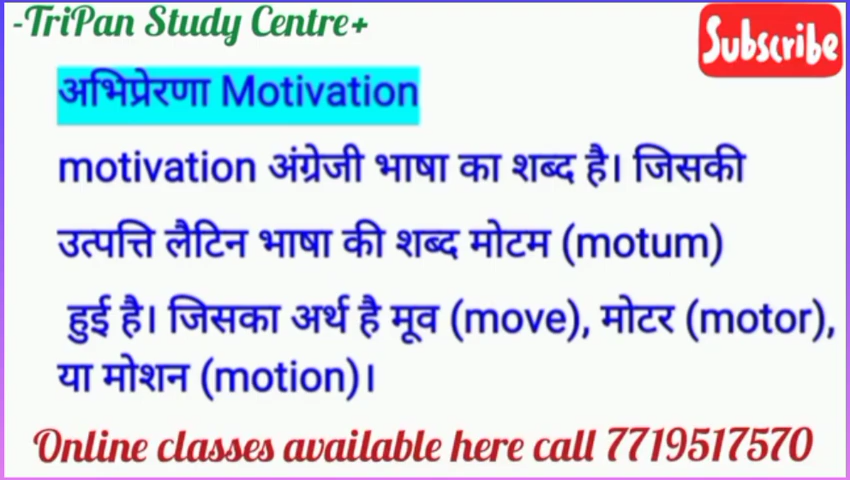 -TriPan Study Centre+
Subscribe
अभिप्रेरणा Motivation
motivation अंग्रेजी भाषा का शब्द है। जिसकी
उत्पत्ति लैटिन भाषा की शब्द मोटम (motum)
हुई है। जिसका अर्थ है मूव (move), मोटर (motor),
या मोशन (motion)।
Online classes available here call 7719517570